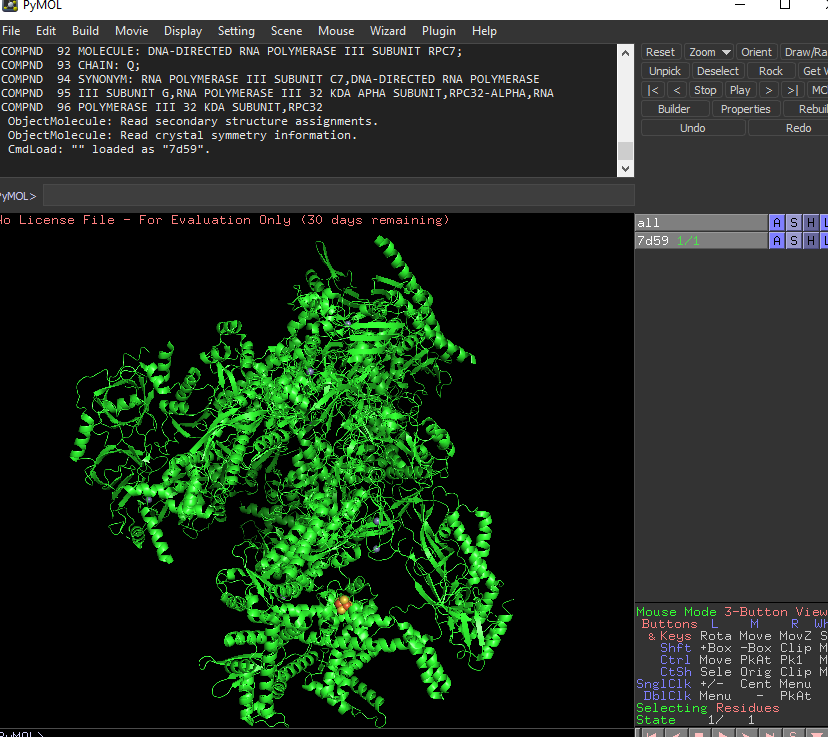 PyMOL
File Edit Build Movie Display Setting Scene Mouse Wizard Plugin Help
COMPND  92 MOLECULE: DNA-DIRECTED RNA POLYMERASE III SUBUNIT RPC7;
COMPND  93 CHAIN: Q;
COMPND  94 SYNONYM: RNA POLYMERASE III SUBUNIT C7,DNA-DIRECTED RNA POLYMERASE
COMPND  95 III SUBUNIT G,RNA POLYMERASE III 32 KDA APHA SUBUNIT,RPC32-ALPHA,RNA
COMPND  96 POLYMERASE III 32 KDA SUBUNIT,RPC32
ObjectMolecule: Read secondary structure assignments.
ObjectMolecule: Read crystal symmetry information.
CmdLoad: "" loaded as "7d59".
Reset Zoom Orient Draw/Ra
Unpick Deselect Rock Get
|< < Stop Play > >| MC
Builder Properties Rebui
Undo Redo
PyMOL>
No License File - For Evaluation Only (30 days remaining)
all A S H L
7d59 1/1 A S H L
Mouse Mode 3-Button View
Buttons L M R Wh
& Keys Rota Move MovZ S
Shft +Box -Box Clip M
Ctrl Move PkAt Pk1 M
CtSh Sele Orig Clip M
SnglClk +/- Cent Menu
DblClk Menu - PkAt
Selecting Residues
State 1/ 1
PyMOL>